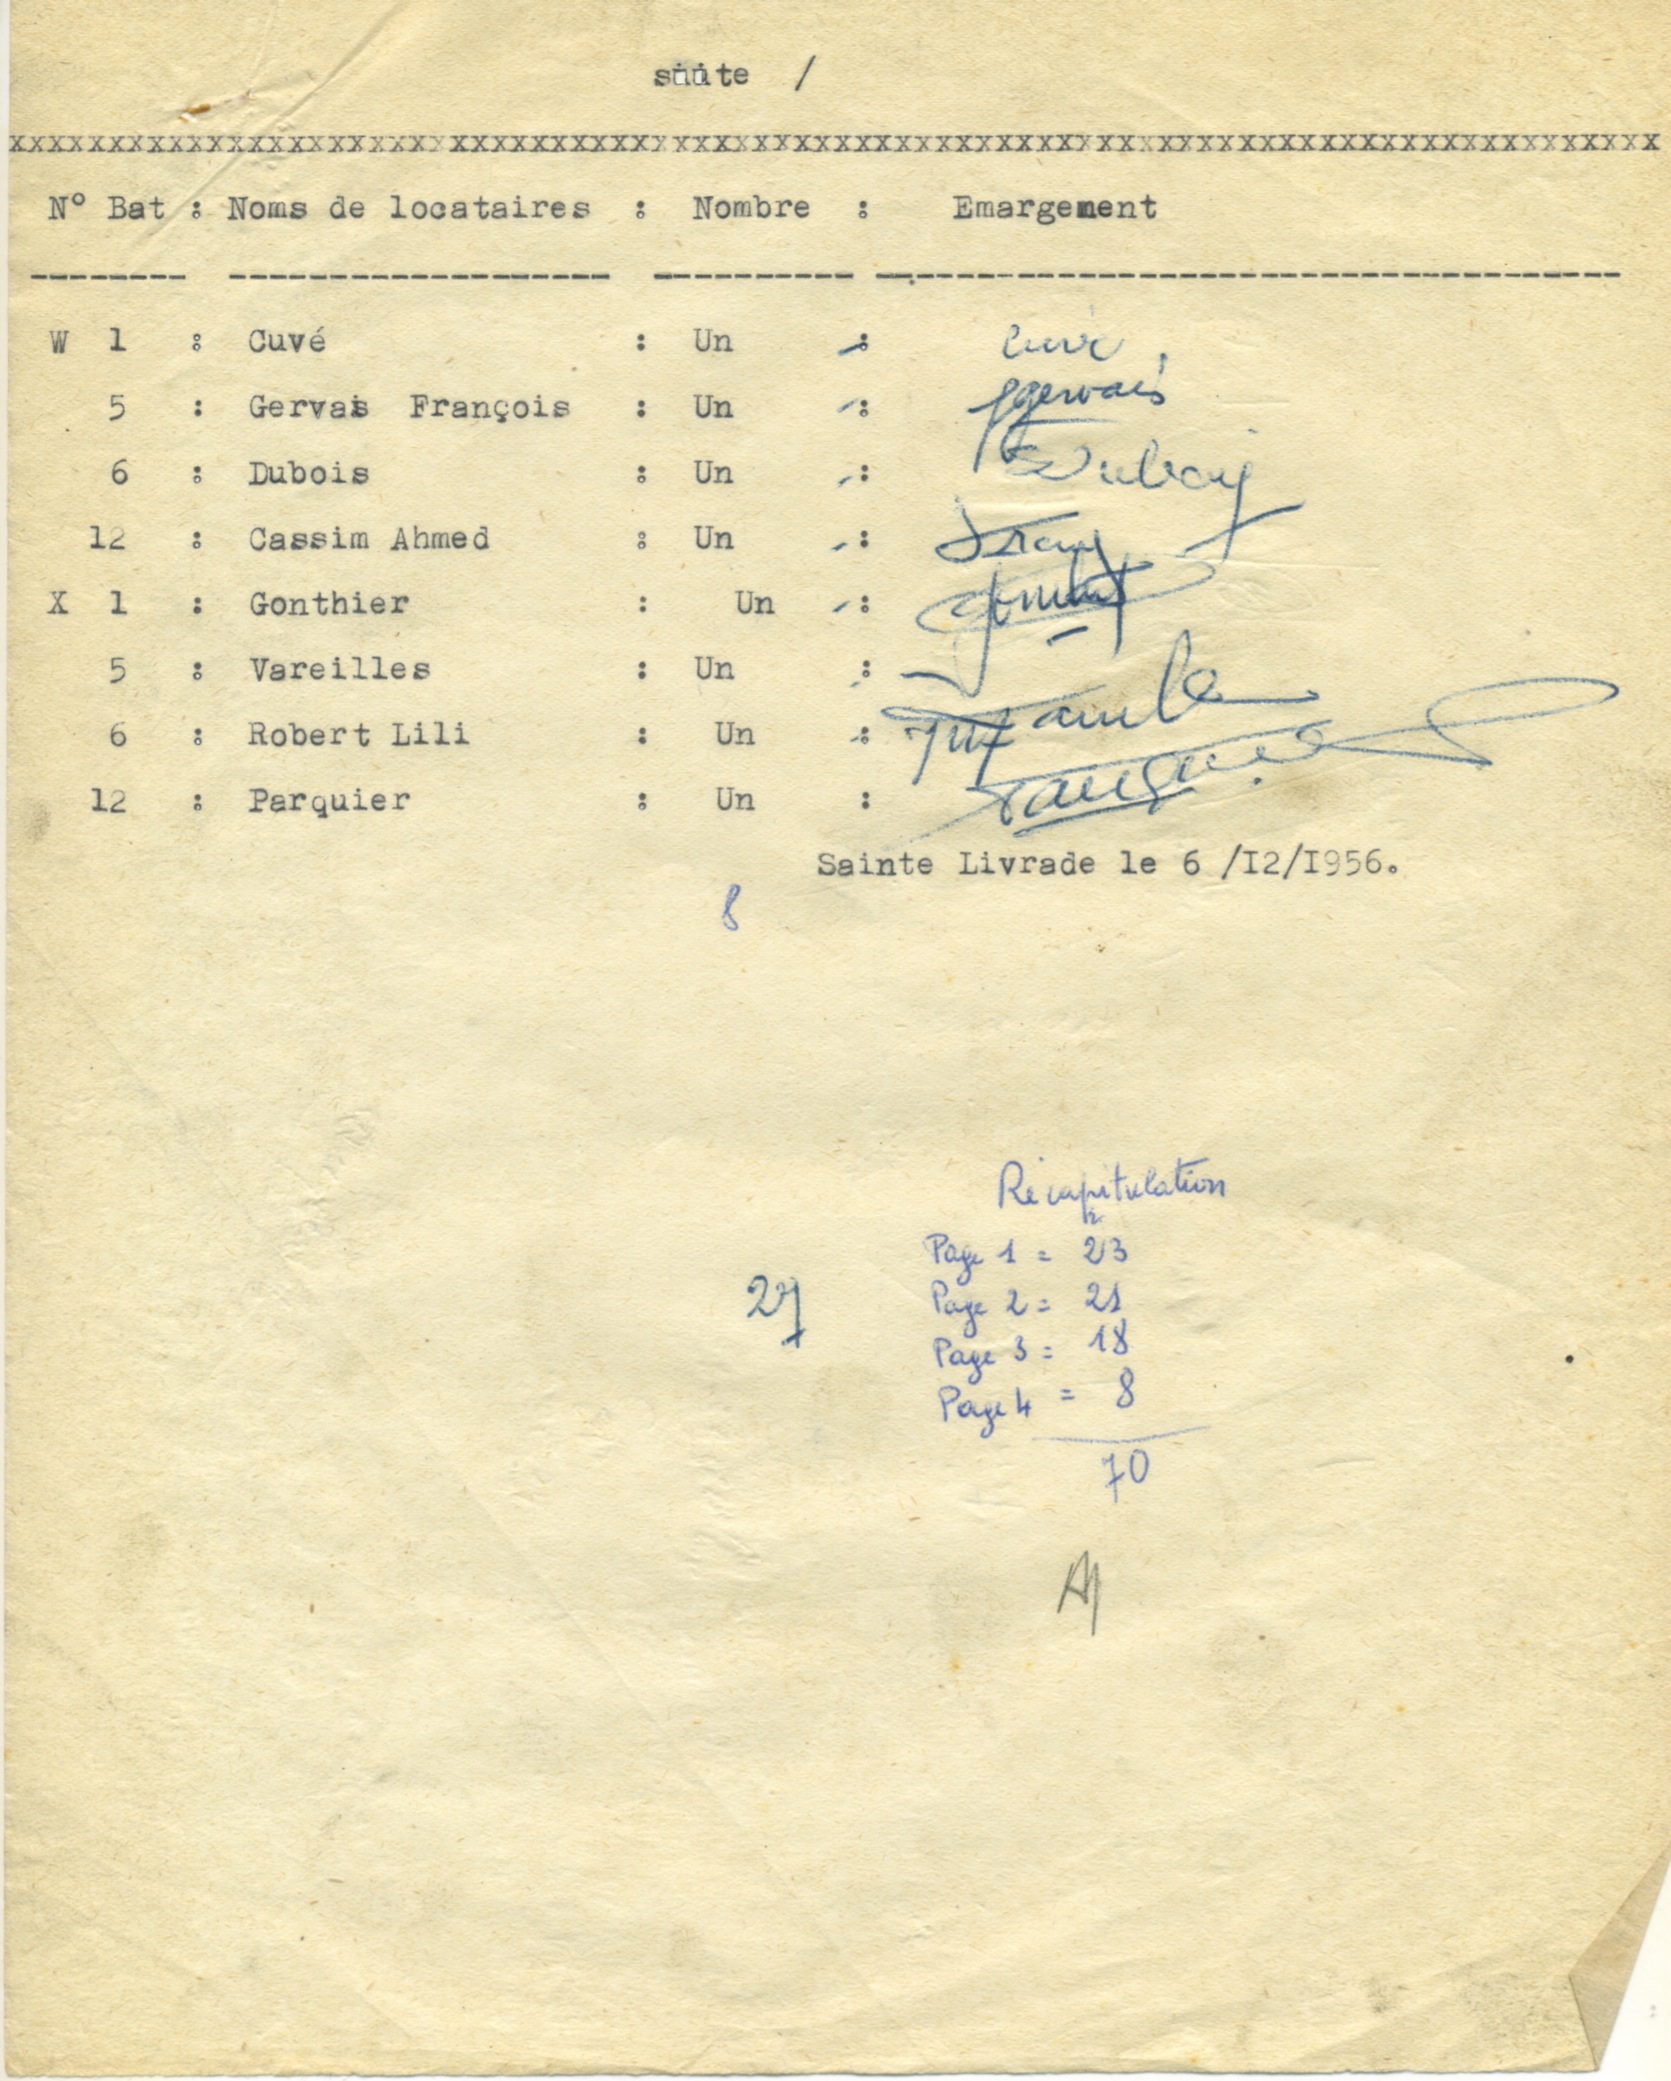 suite /
xxxxxxxxxxxxxxxxxxxxxxxxxxxxxxxxxxxxxxxxxxxxxxxxxxxxxxxxxxxxxxxxxxxxxxxxxxxxxxxxxx
N° Bat : Noms de locataires : Nombre : Emargement
W 1 : Cuvé : Un : Cuvé
5 : Gervais François : Un : gervais
6 : Dubois : Un : Dubois
12 : Cassim Ahmed : Un :
X 1 : Gonthier : Un :
5 : Vareilles : Un :
6 : Robert Lili : Un :
12 : Parquier : Un :
Sainte Livrade le 6 /I2/I956.
8
Récapitulation
Page 1 = 23
27
Page 2 = 21
Page 3 = 18
Page 4 = 8
70